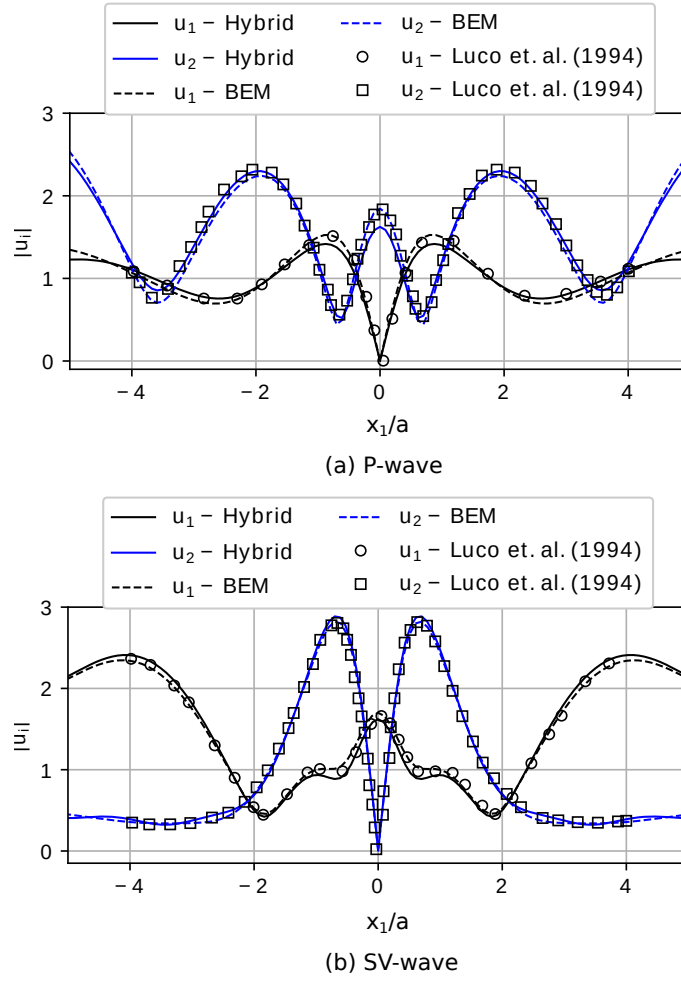 u₁ − Hybrid
u₂ − Hybrid
u₁ − BEM
u₂ − BEM
u₁ − Luco et. al. (1994)
u₂ − Luco et. al. (1994)
3
2
1
0
|uᵢ|
−4 −2 0 2 4
x₁/a
(a) P-wave
u₁ − Hybrid
u₂ − Hybrid
u₁ − BEM
u₂ − BEM
u₁ − Luco et. al. (1994)
u₂ − Luco et. al. (1994)
3
2
1
0
|uᵢ|
−4 −2 0 2 4
x₁/a
(b) SV-wave